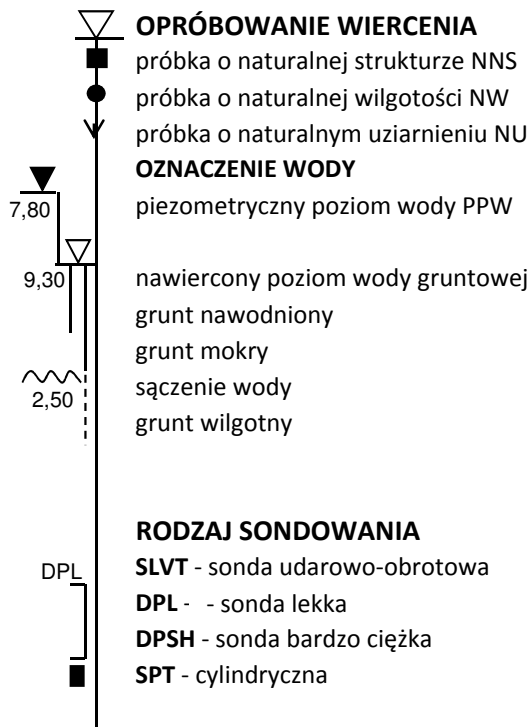 OPRÓBOWANIE WIERCENIA
próbka o naturalnej strukturze NNS
próbka o naturalnej wilgotości NW
próbka o naturalnym uziarnieniu NU
OZNACZENIE WODY
7,80 piezometryczny poziom wody PPW
9,30 nawiercony poziom wody gruntowej
grunt nawodniony
grunt mokry
sączenie wody
2,50
grunt wilgotny
RODZAJ SONDOWANIA
DPL SLVT - sonda udarowo-obrotowa
DPL - - sonda lekka
DPSH - sonda bardzo ciężka
SPT - cylindryczna